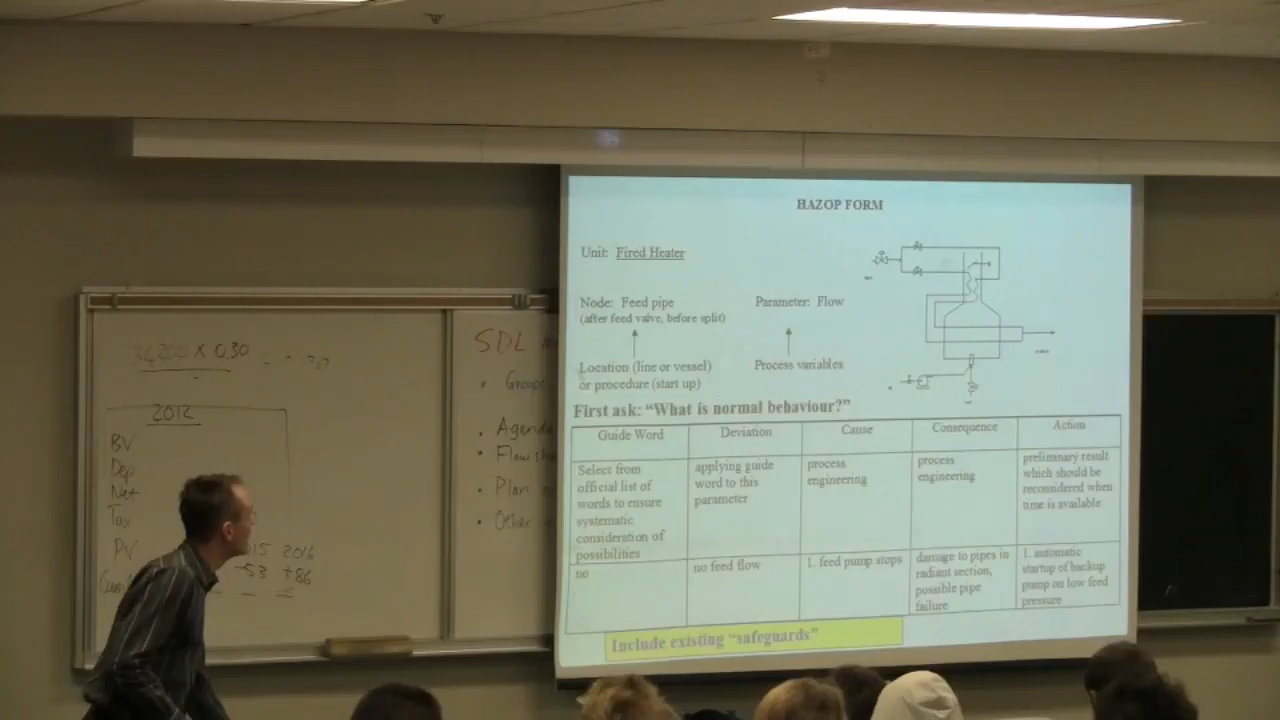 HAZOP FORM
Unit: Fired Heater
Node: Feed pipe
(after feed valve, before split)
Parameter: Flow
Location (line or vessel)
or procedure (start up)
Process variables
First ask: “What is normal behaviour?”
Guide Word
Deviation
Cause
Consequence
Action
Select from
official list of
words to ensure
systematic
consideration of
possibilities
applying guide
word to this
parameter
process
engineering
process
engineering
preliminary result
which should be
reconsidered when
time is available
no
no feed flow
1. feed pump stops
damage to pipes in
radiant section,
possible pipe
failure
1. automatic
startup of backup
pump on low feed
pressure
Include existing “safeguards”
X 0.30
2012
BV
Dep
Net
Tax
PV
2016
-53 +86
SDL
• Groups
• Agenda
• Flow
• Plan
• Other